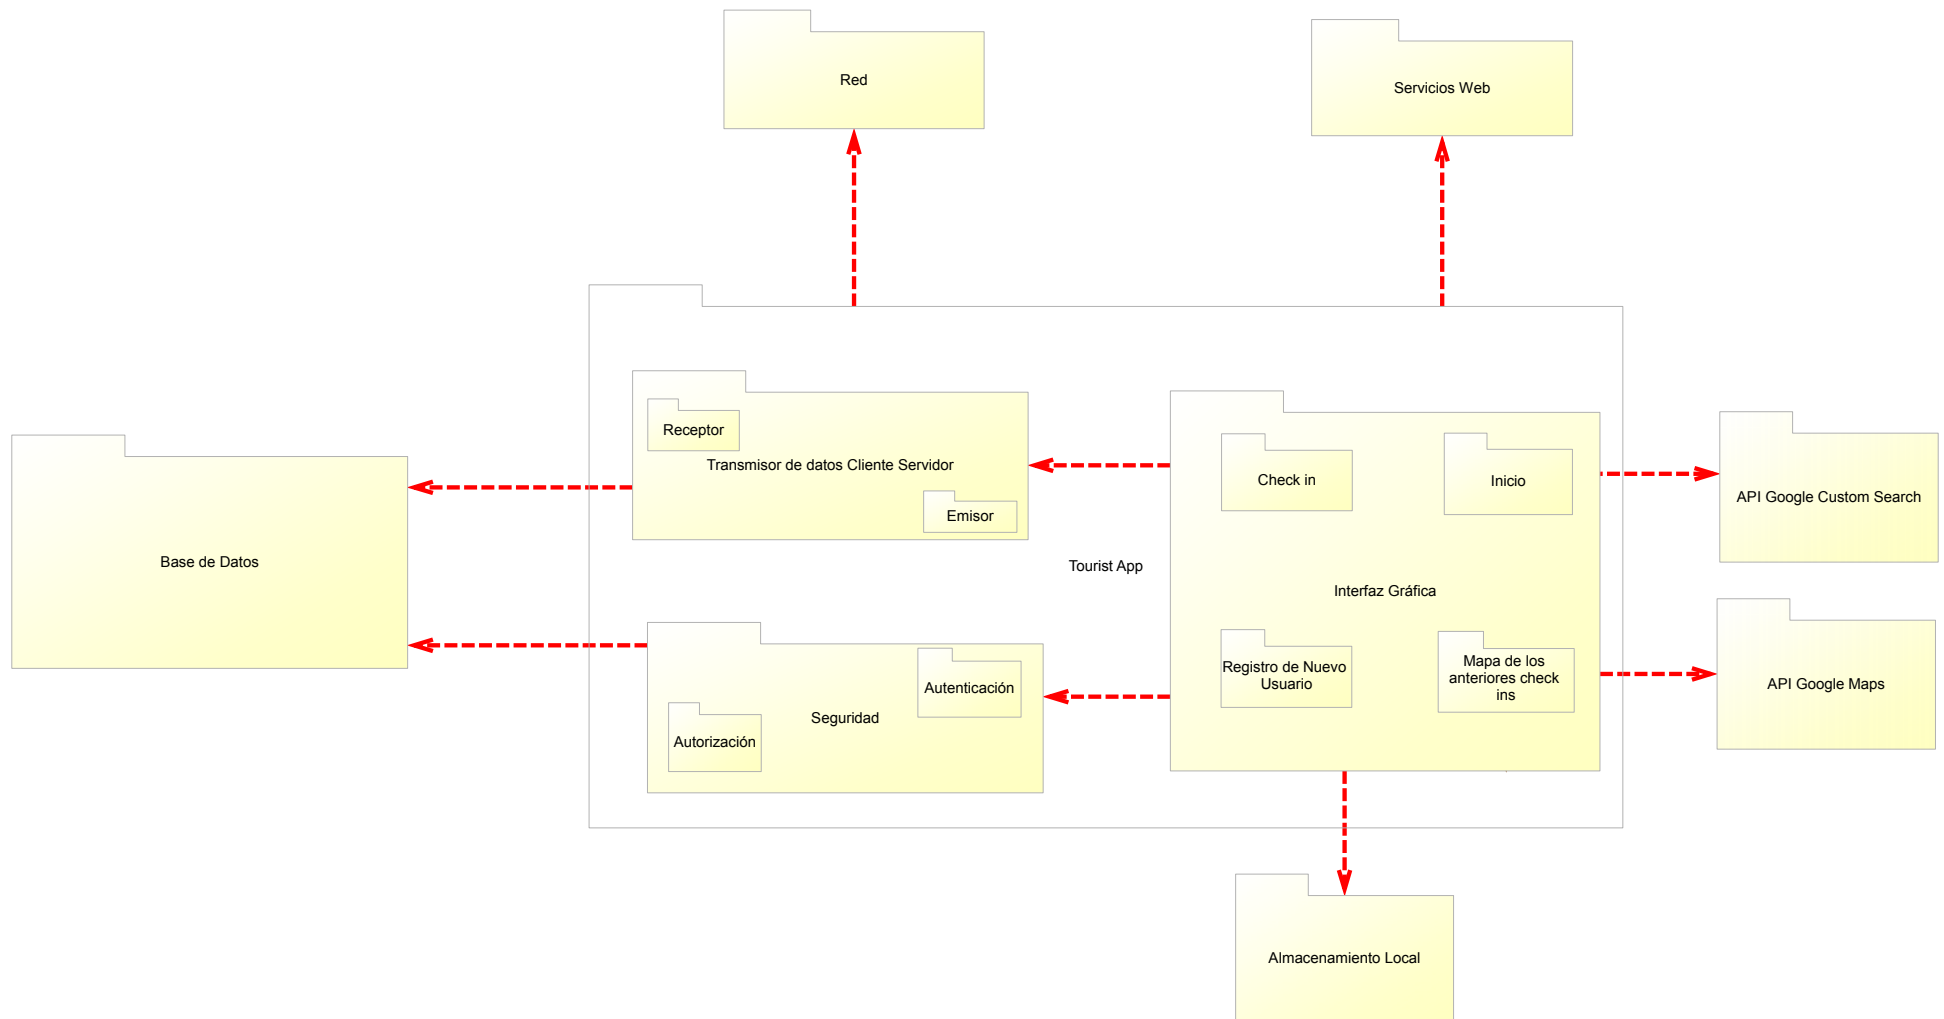 Red
Servicios Web
Receptor
Transmisor de datos Cliente Servidor
Emisor
Check in
Inicio
API Google Custom Search
Base de Datos
Tourist App
Interfaz Gráfica
Registro de Nuevo
Usuario
Mapa de los
anteriores check
ins
API Google Maps
Autenticación
Seguridad
Autorización
Almacenamiento Local